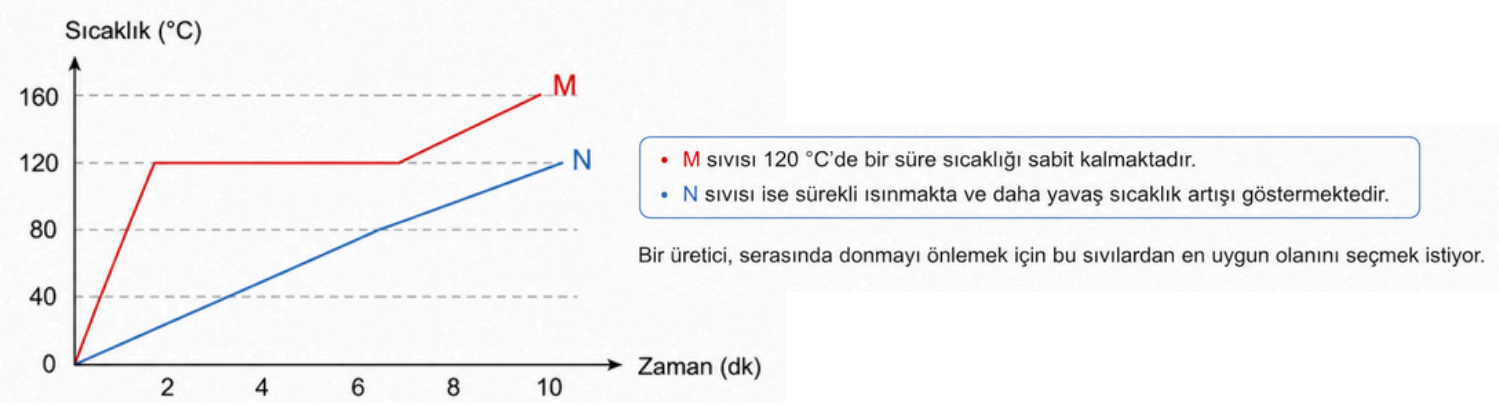 Sıcaklık (°C)
160
120
80
40
0
2 4 6 8 10
Zaman (dk)
M
N
• M sıvısı 120 °C'de bir süre sıcaklığı sabit kalmaktadır.
• N sıvısı ise sürekli ısınmakta ve daha yavaş sıcaklık artışı göstermektedir.
Bir üretici, serasında donmayı önlemek için bu sıvılardan en uygun olanını seçmek istiyor.